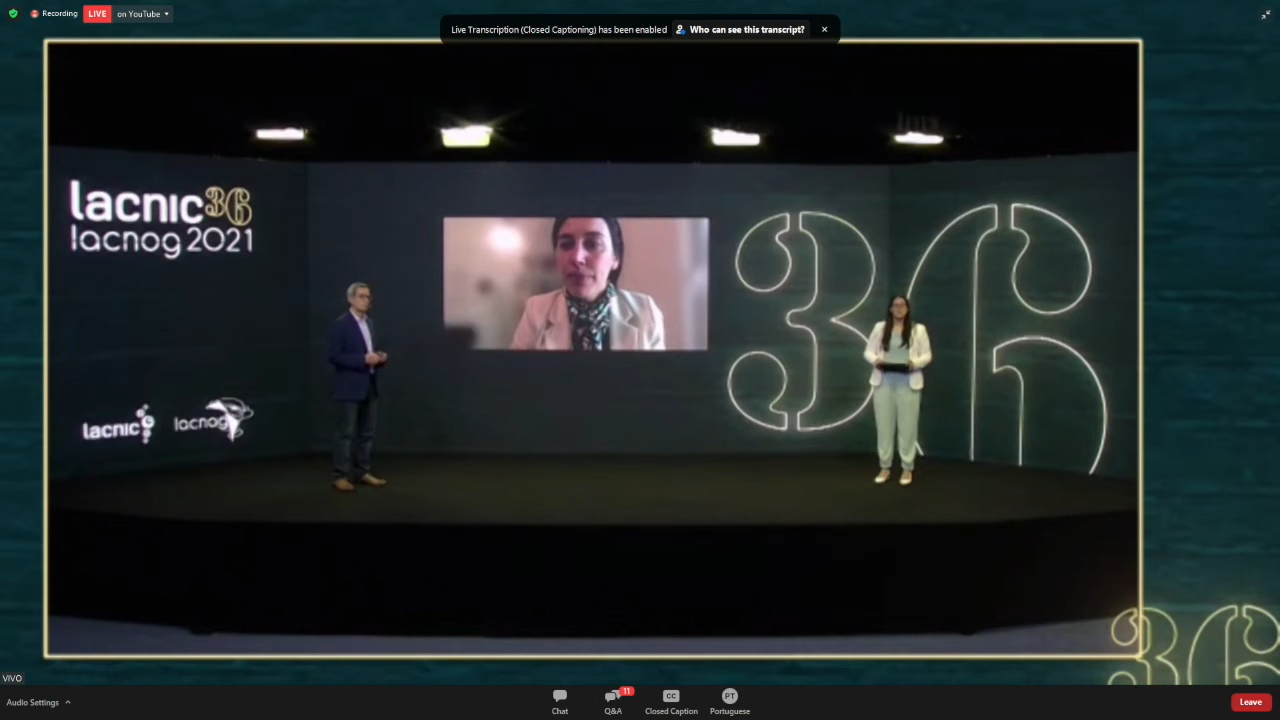 Recording
LIVE
on YouTube
Live Transcription (Closed Captioning) has been enabled
Who can see this transcript?
lacnic36
lacnog 2021
36
lacnic
lacnog
36
VIVO
Audio Settings
Chat
11
Q&A
CC
Closed Caption
PT
Portuguese
Leave